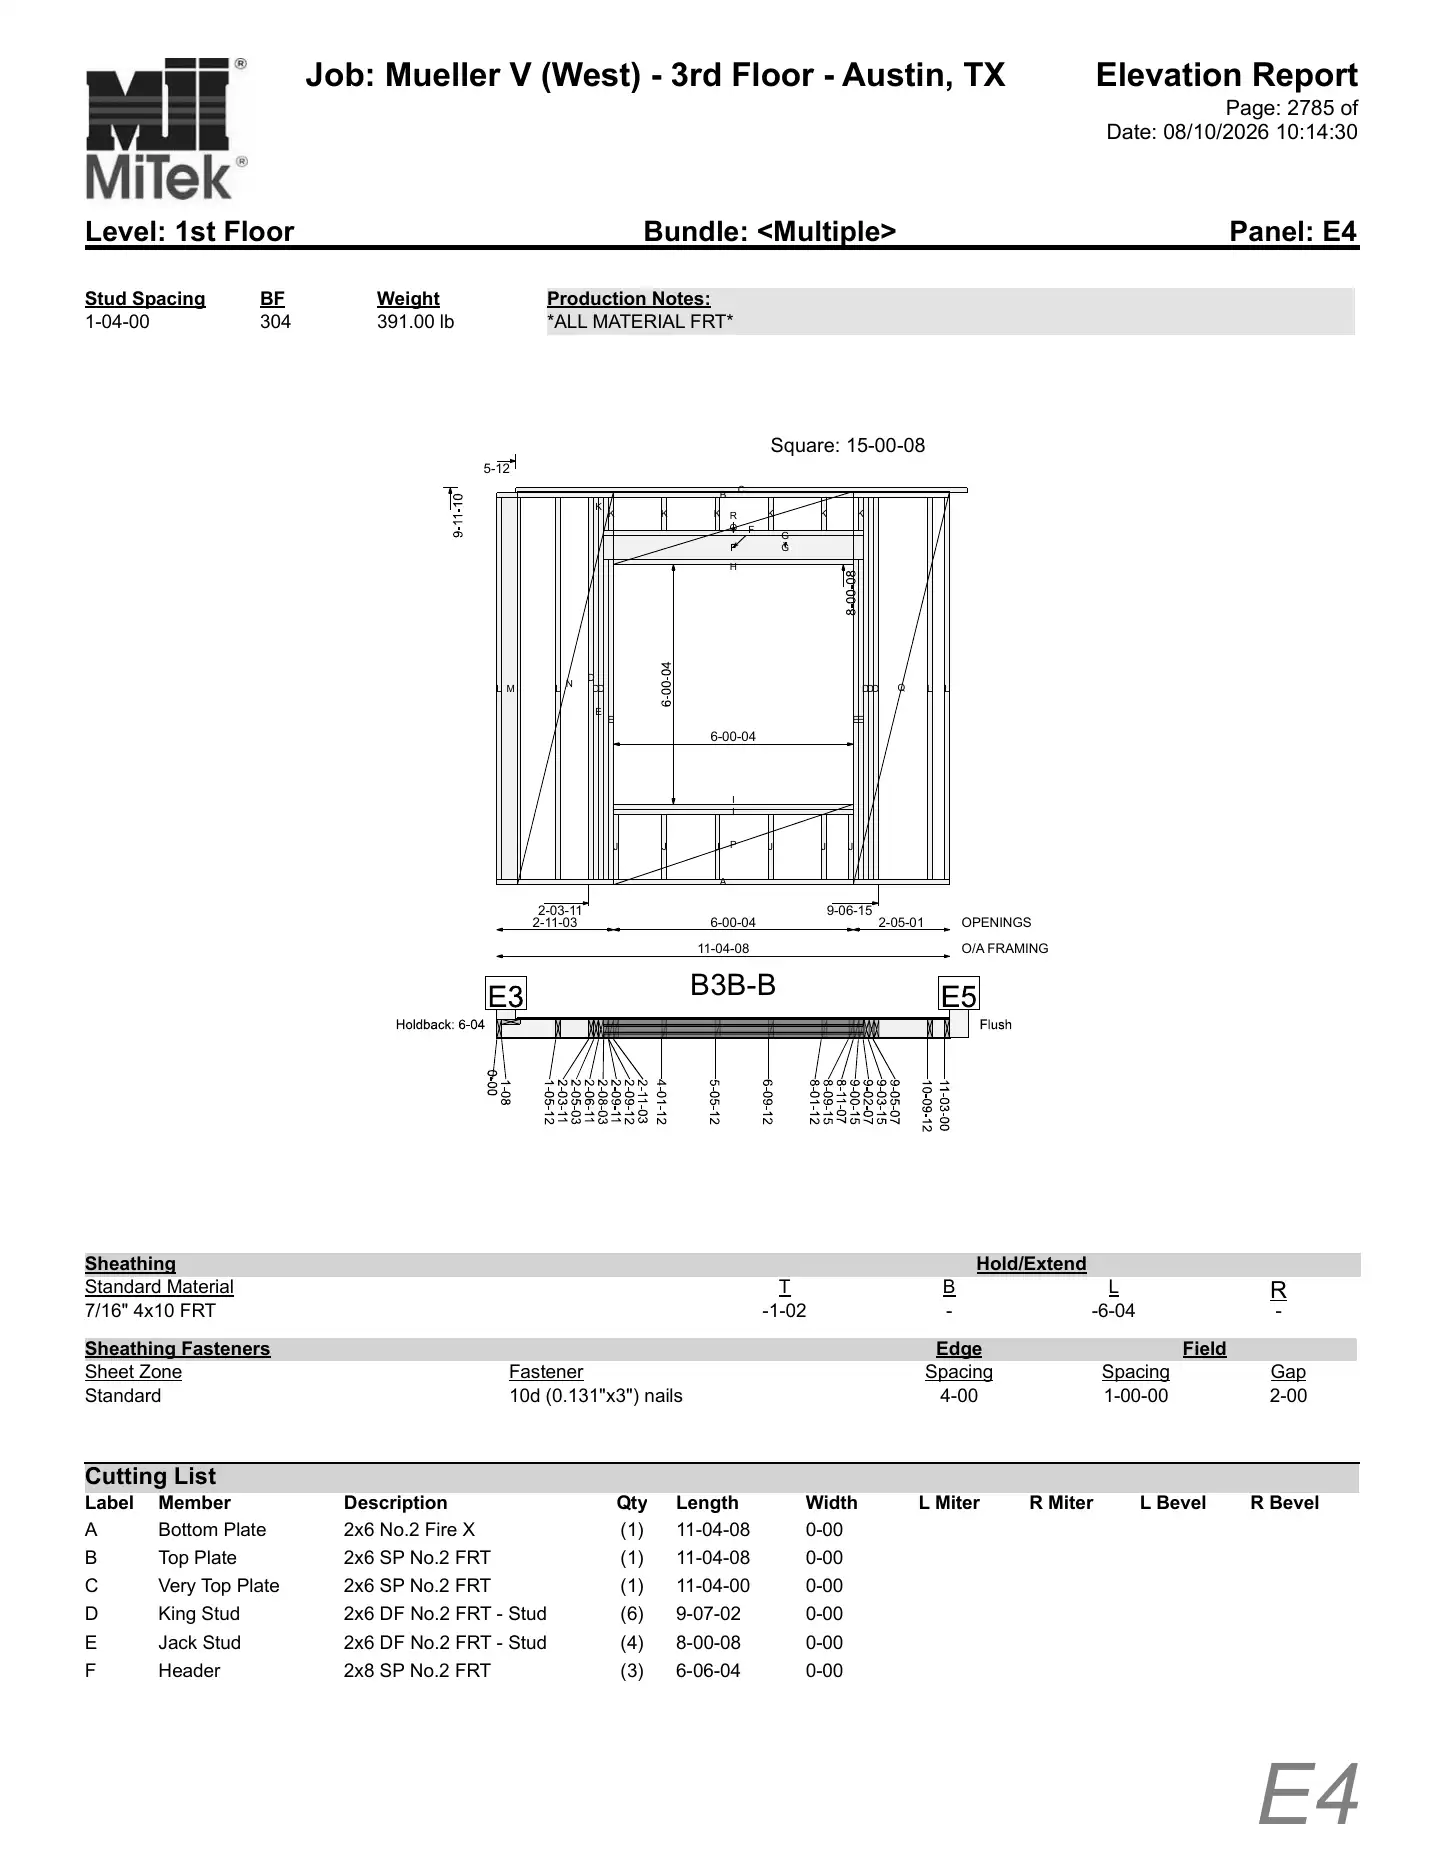 Job: Mueller V (West) - 3rd Floor - Austin, TX
Elevation Report
Page: 2785 of
Date: 08/10/2026 10:14:30
MiTek®
Level: 1st Floor Bundle: <Multiple> Panel: E4
Stud Spacing BF Weight Production Notes:
1-04-00 304 391.00 lb *ALL MATERIAL FRT*
Square: 15-00-08
5-12
9-11-10
C
B
K K K K K K K
R
F
G
F G
H
8-00-08
6-00-04
L M L N D D D D D D Q L L
E E E E
6-00-04
I
I
J J J P J J J
A
2-03-11 9-06-15
2-11-03 6-00-04 2-05-01 OPENINGS
11-04-08 O/A FRAMING
B3B-B
E3 E5
Holdback: 6-04 Flush
0-00 1-08 1-05-12 2-03-11 2-05-03 2-06-11 2-08-03 2-09-11 2-09-12 2-11-03 4-01-12 5-05-12 6-09-12 8-01-12 8-09-15 8-11-07 9-00-15 9-02-07 9-03-15 9-05-07 10-09-12 11-03-00
Sheathing Hold/Extend
Standard Material T B L R
7/16" 4x10 FRT -1-02 - -6-04 -
Sheathing Fasteners Edge Field
Sheet Zone Fastener Spacing Spacing Gap
Standard 10d (0.131"x3") nails 4-00 1-00-00 2-00
Cutting List
Label Member Description Qty Length Width L Miter R Miter L Bevel R Bevel
A Bottom Plate 2x6 No.2 Fire X (1) 11-04-08 0-00
B Top Plate 2x6 SP No.2 FRT (1) 11-04-08 0-00
C Very Top Plate 2x6 SP No.2 FRT (1) 11-04-00 0-00
D King Stud 2x6 DF No.2 FRT - Stud (6) 9-07-02 0-00
E Jack Stud 2x6 DF No.2 FRT - Stud (4) 8-00-08 0-00
F Header 2x8 SP No.2 FRT (3) 6-06-04 0-00
E4